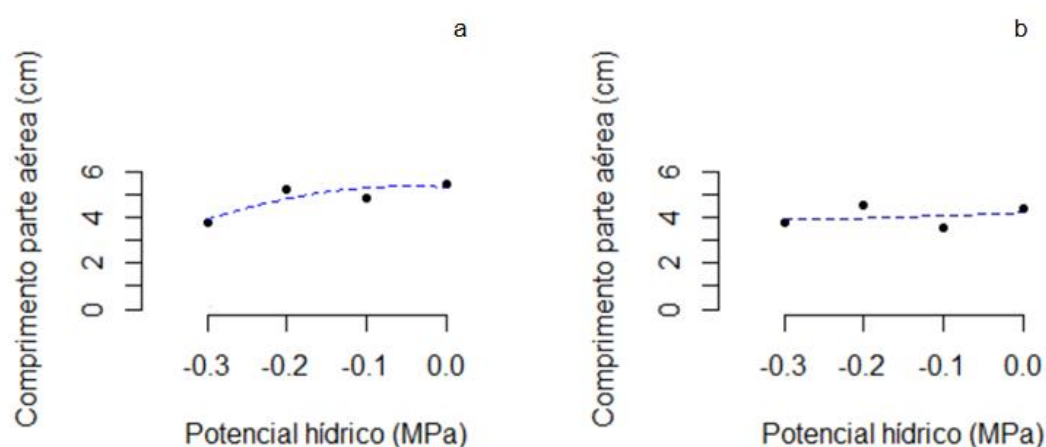 a
Comprimento parte aérea (cm)
6
4
2
0
-0.3 -0.2 -0.1 0.0
Potencial hídrico (MPa)
b
Comprimento parte aérea (cm)
6
4
2
0
-0.3 -0.2 -0.1 0.0
Potencial hídrico (MPa)